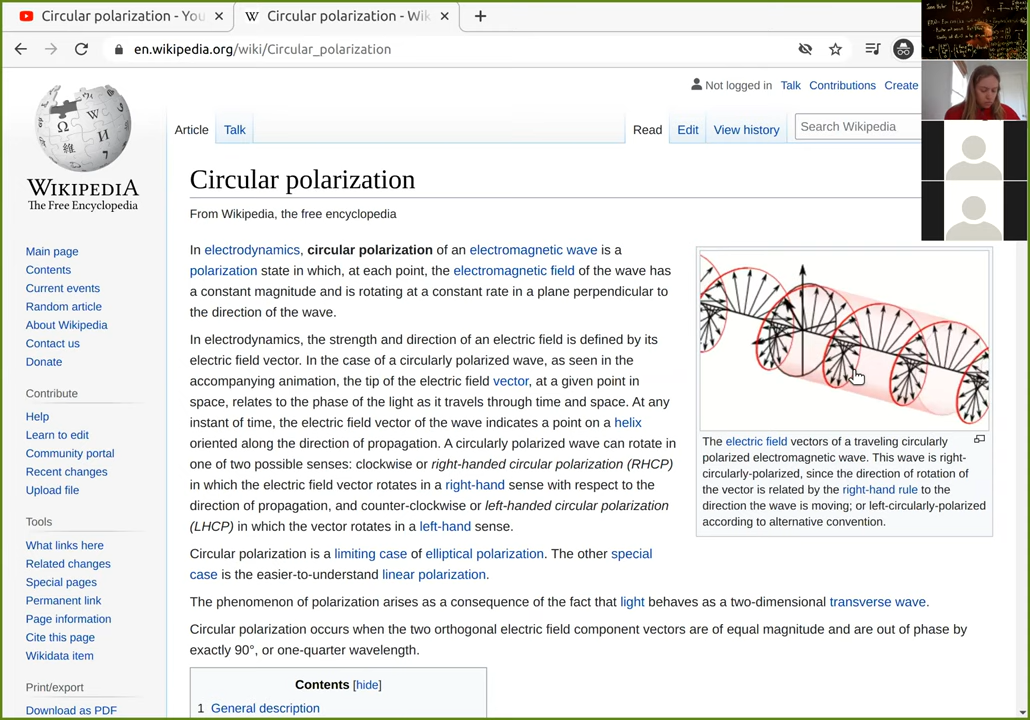 Circular polarization - You
Circular polarization - Wik
en.wikipedia.org/wiki/Circular_polarization
Not logged in Talk Contributions Create
Article Talk Read Edit View history Search Wikipedia
WIKIPEDIA
The Free Encyclopedia
Main page
Contents
Current events
Random article
About Wikipedia
Contact us
Donate
Contribute
Help
Learn to edit
Community portal
Recent changes
Upload file
Tools
What links here
Related changes
Special pages
Permanent link
Page information
Cite this page
Wikidata item
Print/export
Download as PDF
Circular polarization
From Wikipedia, the free encyclopedia
In electrodynamics, circular polarization of an electromagnetic wave is a
polarization state in which, at each point, the electromagnetic field of the wave has
a constant magnitude and is rotating at a constant rate in a plane perpendicular to
the direction of the wave.
In electrodynamics, the strength and direction of an electric field is defined by its
electric field vector. In the case of a circularly polarized wave, as seen in the
accompanying animation, the tip of the electric field vector, at a given point in
space, relates to the phase of the light as it travels through time and space. At any
instant of time, the electric field vector of the wave indicates a point on a helix
oriented along the direction of propagation. A circularly polarized wave can rotate in
one of two possible senses: clockwise or right-handed circular polarization (RHCP)
in which the electric field vector rotates in a right-hand sense with respect to the
direction of propagation, and counter-clockwise or left-handed circular polarization
(LHCP) in which the vector rotates in a left-hand sense.
Circular polarization is a limiting case of elliptical polarization. The other special
case is the easier-to-understand linear polarization.
The phenomenon of polarization arises as a consequence of the fact that light behaves as a two-dimensional transverse wave.
Circular polarization occurs when the two orthogonal electric field component vectors are of equal magnitude and are out of phase by
exactly 90°, or one-quarter wavelength.
The electric field vectors of a traveling circularly
polarized electromagnetic wave. This wave is right-
circularly-polarized, since the direction of rotation of
the vector is related by the right-hand rule to the
direction the wave is moving; or left-circularly-polarized
according to alternative convention.
Contents [hide]
1 General description